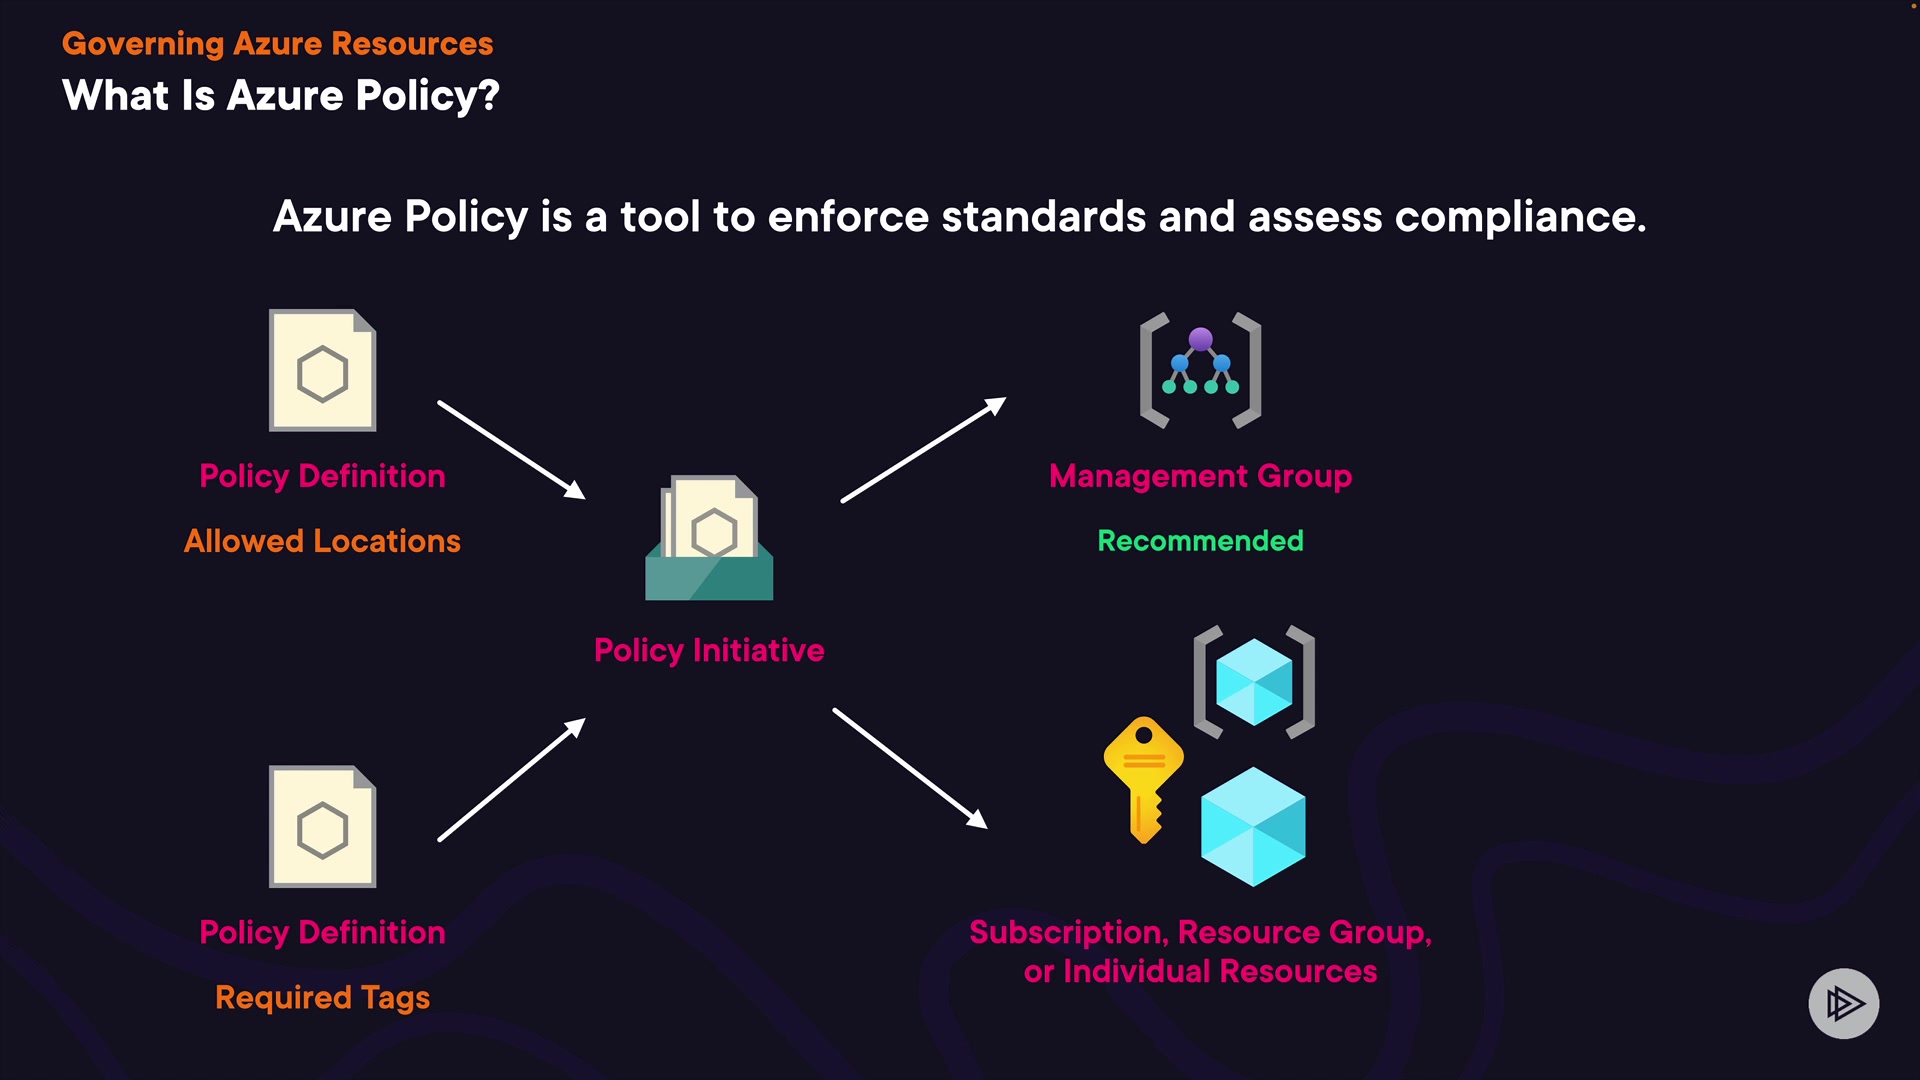 Governing Azure Resources
What Is Azure Policy?
Azure Policy is a tool to enforce standards and assess compliance.
Policy Definition
Allowed Locations
Policy Initiative
Management Group
Recommended
Policy Definition
Required Tags
Subscription, Resource Group,
or Individual Resources